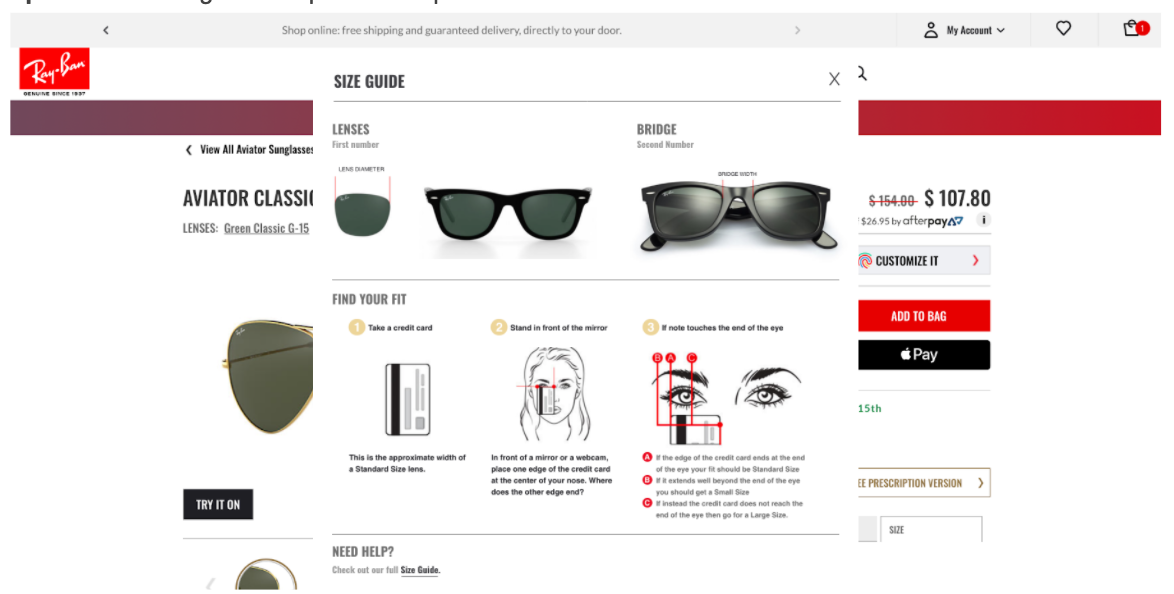 Shop online: free shipping and guaranteed delivery, directly to your door.
My Account
1
Ray-Ban
GENUINE SINCE 1937
SIZE GUIDE
X
View All Aviator Sunglasses
LENSES
First number
BRIDGE
Second Number
LENS DIAMETER
BRIDGE WIDTH
AVIATOR CLASSI
LENSES: Green Classic G-15
$ 154.00 $ 107.80
$26.95 by afterpay
i
CUSTOMIZE IT
ADD TO BAG
Pay
15th
FIND YOUR FIT
1 Take a credit card
2 Stand in front of the mirror
3 If note touches the end of the eye
B A C
This is the approximate width of
a Standard Size lens.
In front of a mirror or a webcam,
place one edge of the credit card
at the center of your nose. Where
does the other edge end?
A If the edge of the credit card ends at the end
of the eye your fit should be Standard Size
B If it extends well beyond the end of the eye
you should get a Small Size
C If instead the credit card does not reach the
end of the eye then go for a Large Size.
EE PRESCRIPTION VERSION
TRY IT ON
SIZE
NEED HELP?
Check out our full Size Guide.